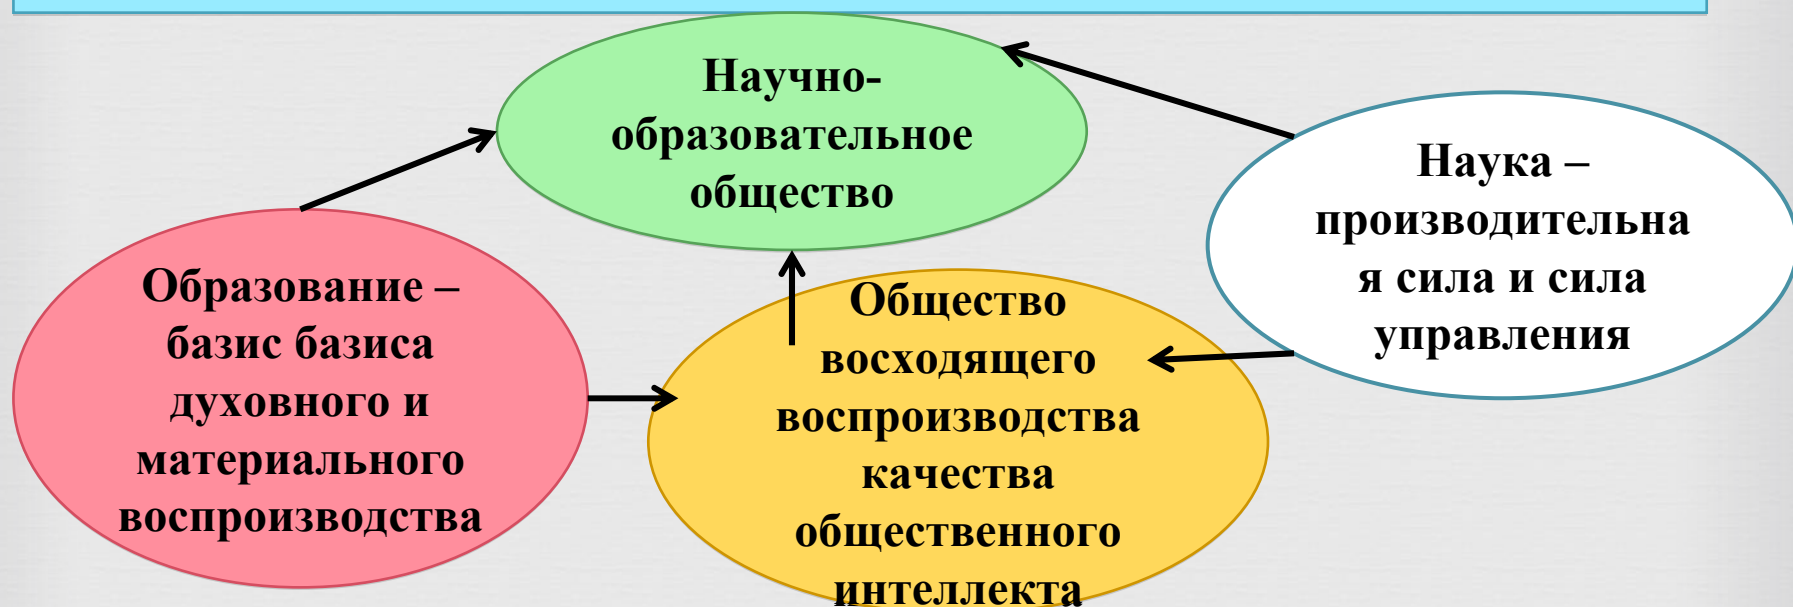 Научно-
образовательное
общество
Наука –
производительна
я сила и сила
управления
Образование –
базис базиса
духовного и
материального
воспроизводства
Общество
восходящего
воспроизводства
качества
общественного
интеллекта